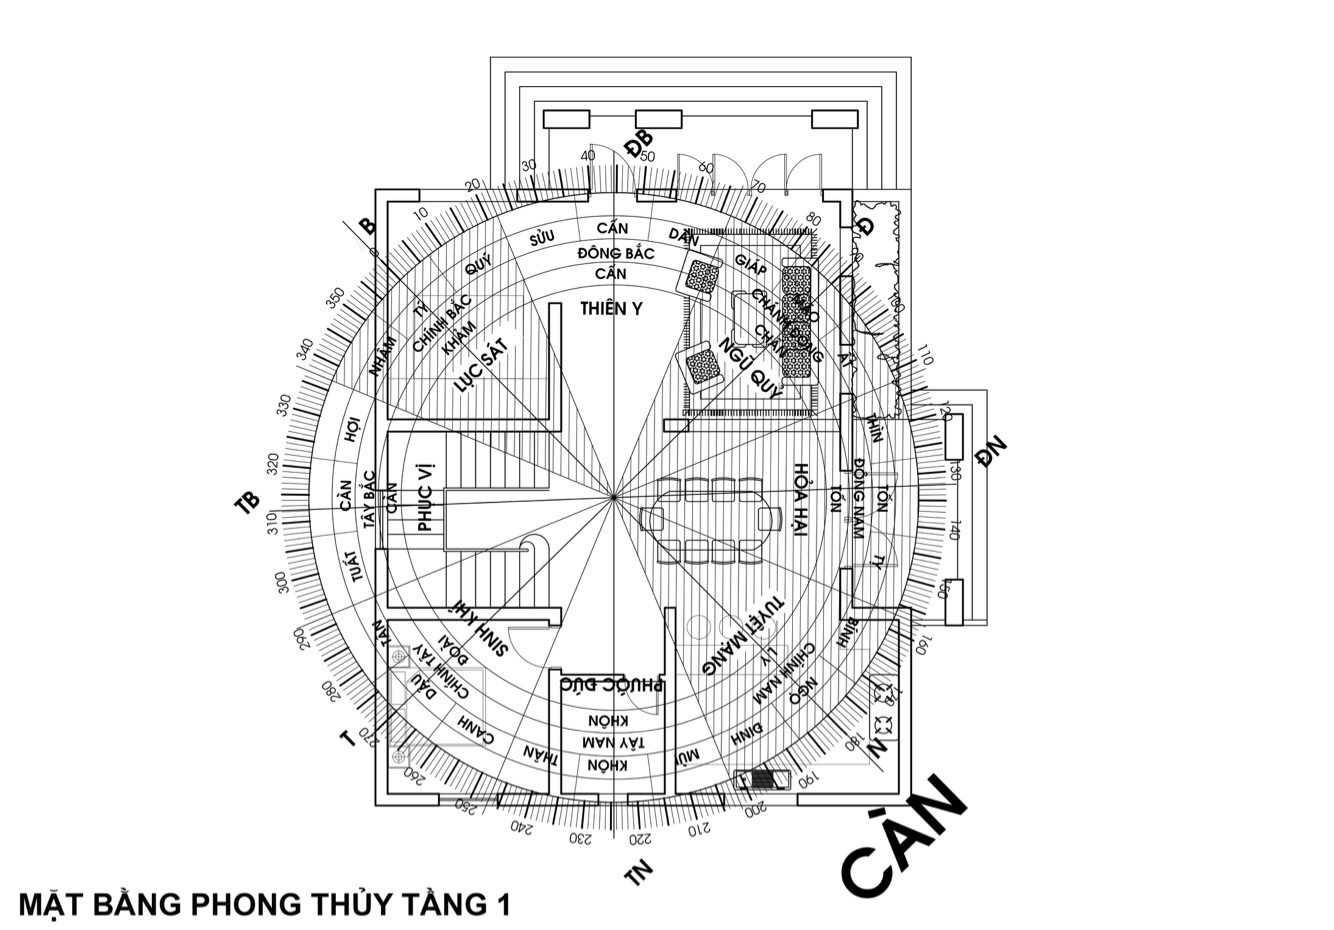 ĐB
40
50
30
60
20
70
10
80
B
Đ
0
CẤN
SỬU
DẦN
ĐÔNG BẮC
QUÝ
GIÁP
CẤN
350
TÝ
CHÍNH BẮC
KHẢM
THIÊN Y
CHÁNH ĐÔNG
MÃO
CHẤN
100
340
NHÂM
LỤC SÁT
NGŨ QUỶ
ẤT
110
330
HỢI
THÌN
120
320
CÀN
TÂY BẮC
CÀN
PHỤC VỊ
HỎA HẠI
TỐN
ĐÔNG NAM
TỐN
130
ĐN
TB
310
140
TUẤT
TỴ
300
150
290
TÂN
SINH KHÍ
TUYỆT MẠNG
BÍNH
160
ĐOÀI
CHÍNH TÂY
DẬU
LY
CHÍNH NAM
NGỌ
280
PHƯỚC ĐỨC
170
T
270
CANH
KHÔN
ĐINH
180
N
TÂY NAM
THÂN
KHÔN
MÙI
260
190
250
200
240
230
220
210
TN
CÀN
MẶT BẰNG PHONG THỦY TẦNG 1